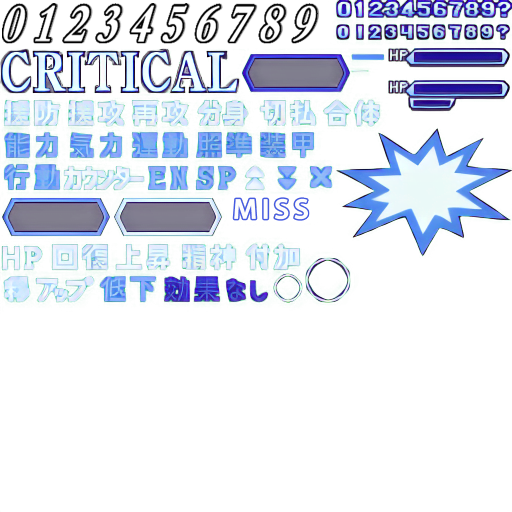 0123456789
0123456789?
0123456789?
HP
HP
CRITICAL
援防 援攻 再攻 分身 切払 合体
能力 気力 運動 照準 装甲
行動 カウンター EN SP
MISS
HP 回復 上昇 精神 付加
移 アップ 低下 効果なし